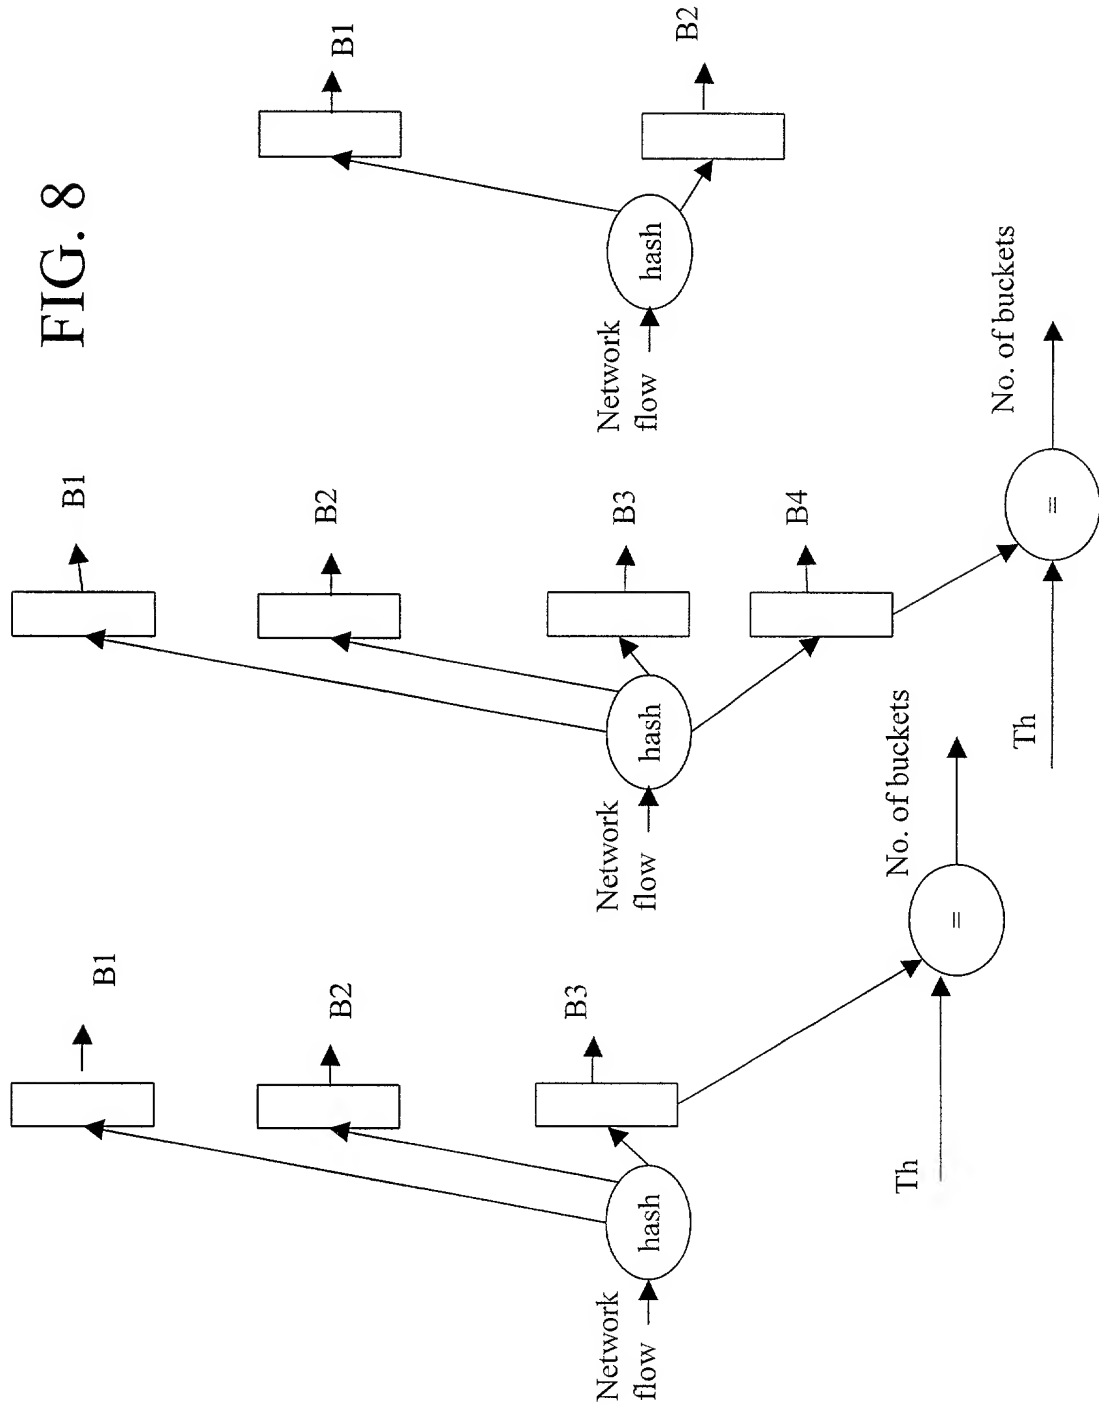 FIG. 8
B1
B2
B3
Network
flow
hash
Th
=
No. of buckets
B1
B2
B3
B4
Network
flow
hash
Th
=
No. of buckets
B1
B2
Network
flow
hash